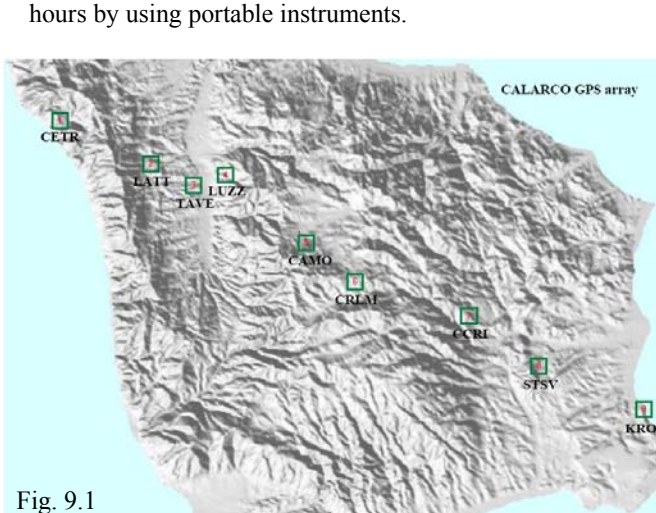 hours by using portable instruments.
CALARCO GPS array
CETR
LATT
LUZZ
TAVE
CAMO
CRLM
CCRI
STSV
KRO
Fig. 9.1